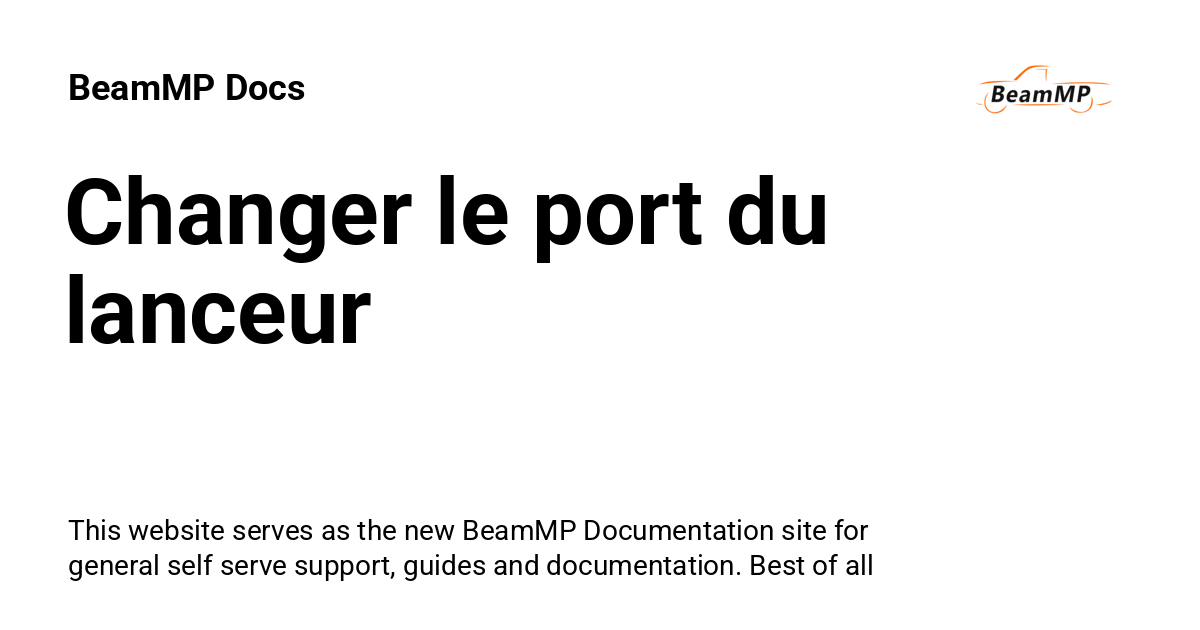 BeamMP Docs
BeamMP
Changer le port du
lanceur
This website serves as the new BeamMP Documentation site for
general self serve support, guides and documentation. Best of all